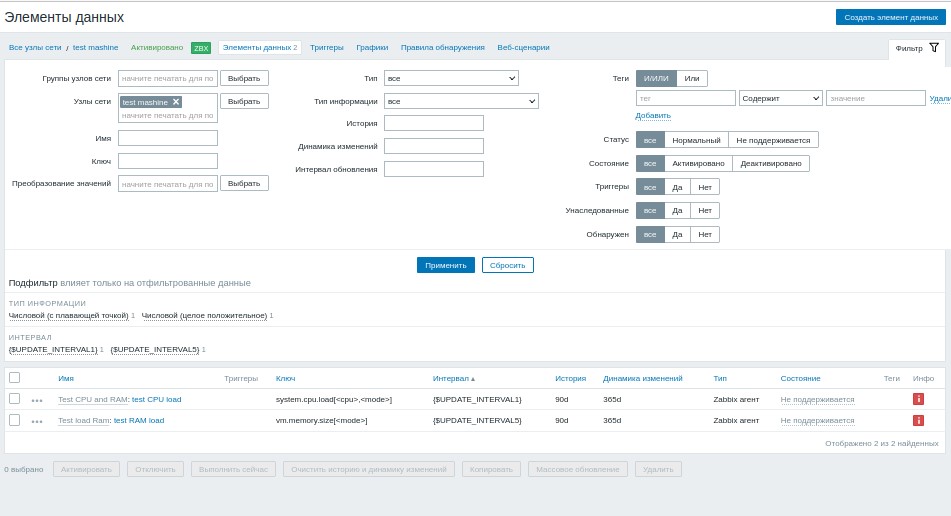 Элементы данных
Создать элемент данных
Все узлы сети / test mashine Активировано ZBX Элементы данных 2 Триггеры Графики Правила обнаружения Веб-сценарии
Фильтр
Группы узлов сети начните печатать для по Выбрать
Узлы сети test mashine Выбрать
начните печатать для по
Имя
Ключ
Преобразование значений начните печатать для по Выбрать
Тип все
Тип информации все
История
Динамика изменений
Интервал обновления
Теги И/ИЛИ Или
тег Содержит значение
Добавить
Статус все Нормальный Не поддерживается
Состояние все Активировано Деактивировано
Триггеры все Да Нет
Унаследованные все Да Нет
Обнаружен все Да Нет
Применить Сбросить
Подфильтр влияет только на отфильтрованные данные
ТИП ИНФОРМАЦИИ
Числовой (с плавающей точкой) 1 Числовой (целое положительное) 1
ИНТЕРВАЛ
{$UPDATE_INTERVAL1} 1 {$UPDATE_INTERVAL5} 1
Имя Триггеры Ключ Интервал ▲ История Динамика изменений Тип Состояние Теги Инфо
Test CPU and RAM: test CPU load system.cpu.load[<cpu>,<mode>] {$UPDATE_INTERVAL1} 90d 365d Zabbix агент Не поддерживается i
Test load Ram: test RAM load vm.memory.size[<mode>] {$UPDATE_INTERVAL5} 90d 365d Zabbix агент Не поддерживается i
Отображено 2 из 2 найденных
0 выбрано Активировать Отключить Выполнить сейчас Очистить историю и динамику изменений Копировать Массовое обновление Удалить